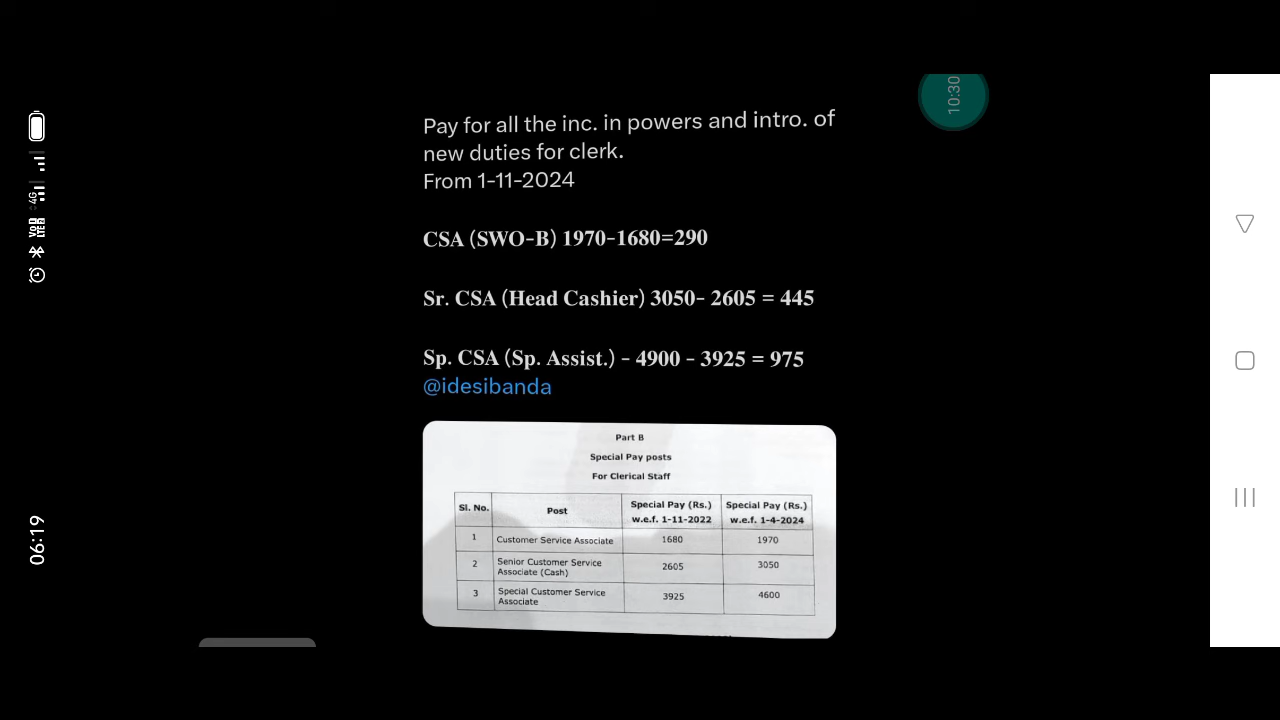 10:30
Pay for all the inc. in powers and intro. of
new duties for clerk.
From 1-11-2024
CSA (SWO-B) 1970-1680=290
Sr. CSA (Head Cashier) 3050- 2605 = 445
Sp. CSA (Sp. Assist.) - 4900 - 3925 = 975
@idesibanda
Part B
Special Pay posts
For Clerical Staff
Sl. No. Post Special Pay (Rs.) w.e.f. 1-11-2022 Special Pay (Rs.) w.e.f. 1-4-2024
1 Customer Service Associate 1680 1970
2 Senior Customer Service Associate (Cash) 2605 3050
3 Special Customer Service Associate 3925 4600
4G
VoD LTE2
06:19